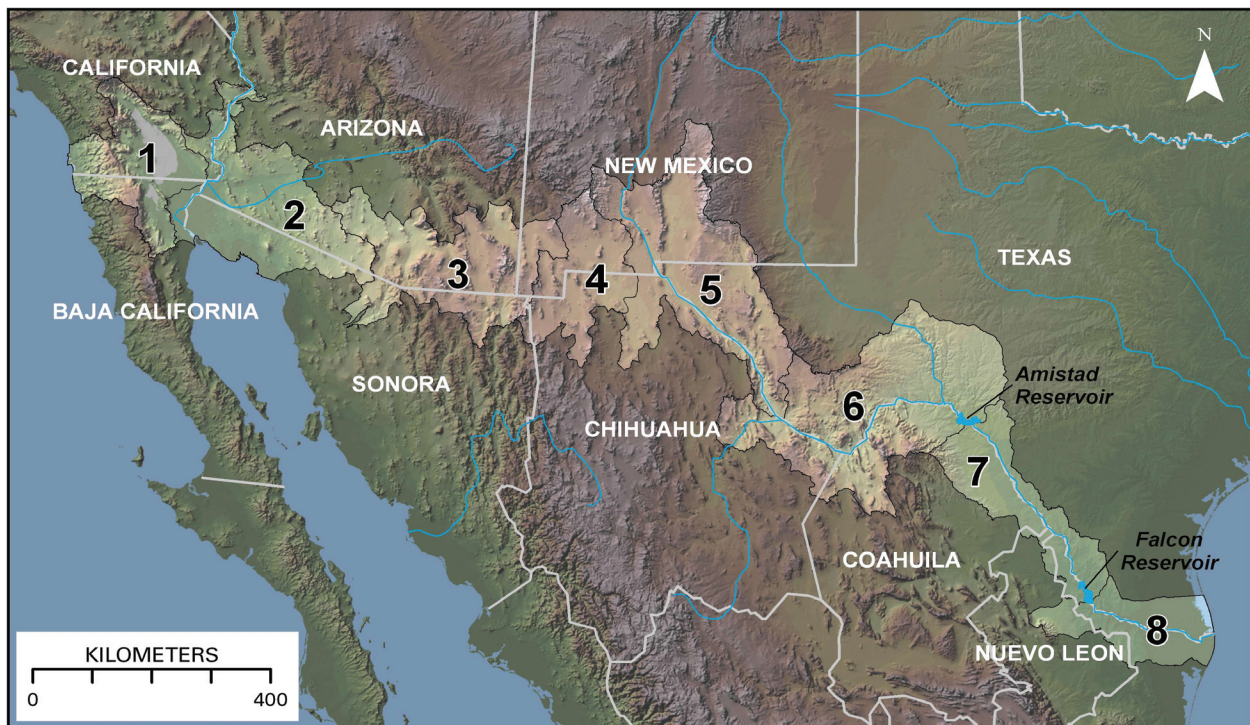 N
CALIFORNIA
ARIZONA
1
NEW MEXICO
2
TEXAS
3
4
5
BAJA CALIFORNIA
SONORA
Amistad
Reservoir
6
CHIHUAHUA
7
COAHUILA
Falcon
Reservoir
8
NUEVO LEON
KILOMETERS
0
400